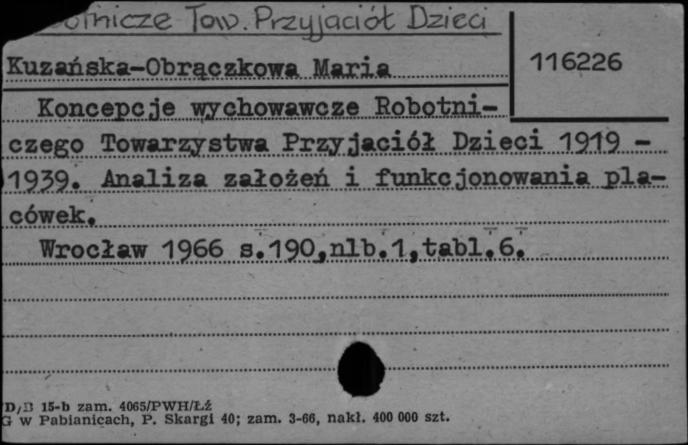 Tow. Przyjaciół Dzieci
116226
Kuzańska-Obrączkowa Maria
Koncepcje wychowawcze Robotni-
czego Towarzystwa Przyjaciół Dzieci 1919 -
1939. Analiza założeń i funkcjonowania pla-
cówek.
Wrocław 1966 s.190,nlb.1,tabl.6.
15-b zam. 4065/PWH/Łż
G w Pabianicach, P. Skargi 40; zam. 3-66, nakł. 400 000 szt.